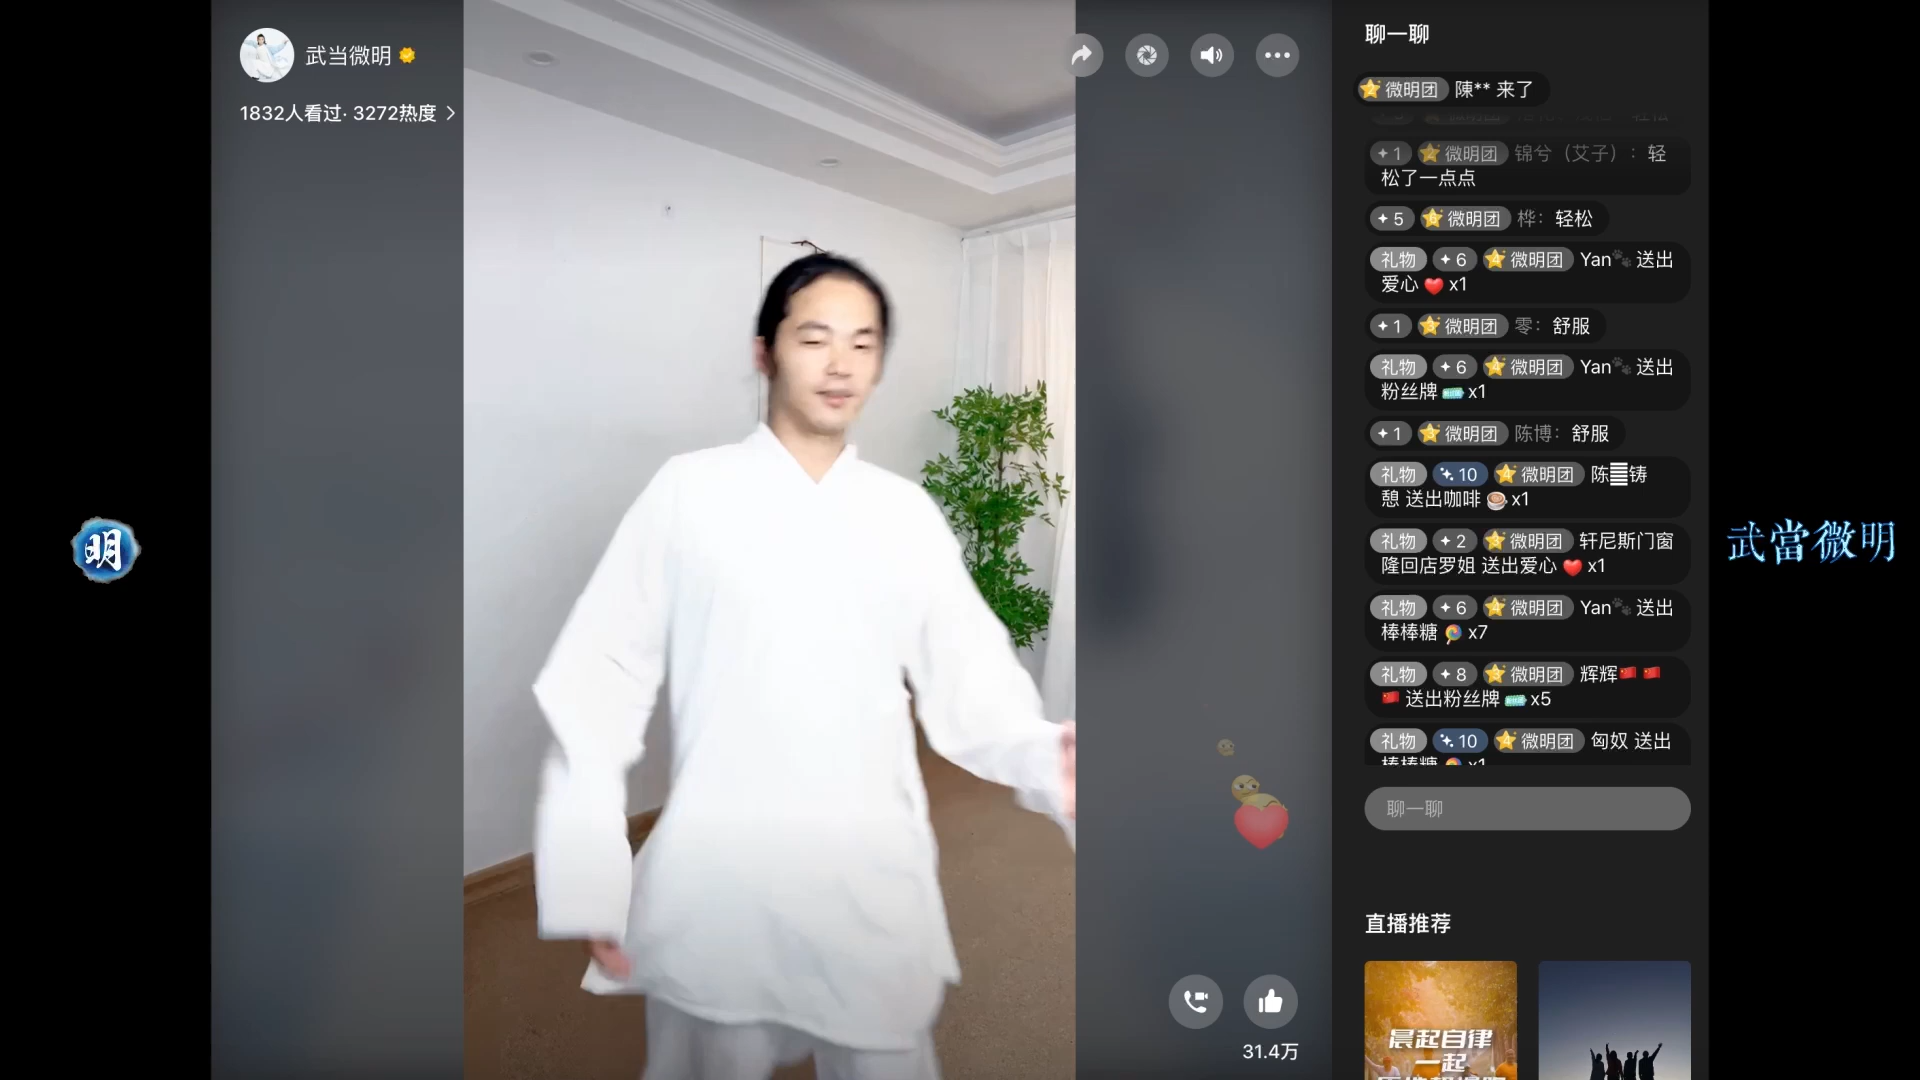 武当微明
1832人看过· 3272热度
聊一聊
微明团 陳** 来了
1 微明团 锦兮（艾子）：轻
松了一点点
5 微明团 桦：轻松
礼物 6 微明团 Yan 送出
爱心 x1
1 微明团 零：舒服
礼物 6 微明团 Yan 送出
粉丝牌 x1
1 微明团 陈博：舒服
礼物 10 微明团 陈䷀铸
憩 送出咖啡 x1
礼物 2 微明团 轩尼斯门窗
隆回店罗姐 送出爱心 x1
礼物 6 微明团 Yan 送出
棒棒糖 x7
礼物 8 微明团 辉辉
送出粉丝牌 x5
礼物 10 微明团 匈奴 送出
棒棒糖 x1
聊一聊
明
武當微明
31.4万
直播推荐
晨起自律
一起